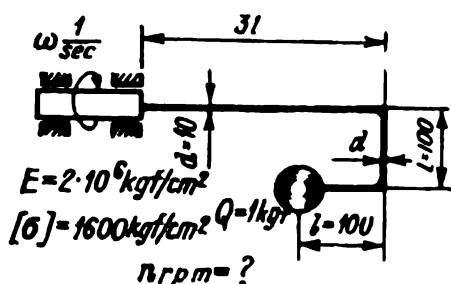 ω 1/sec
3l
d=10
d
l=100
E=2·10⁶kgf/cm²
[σ]=1600kgf/cm²
Q=1kgf
l=100
n rpm=?